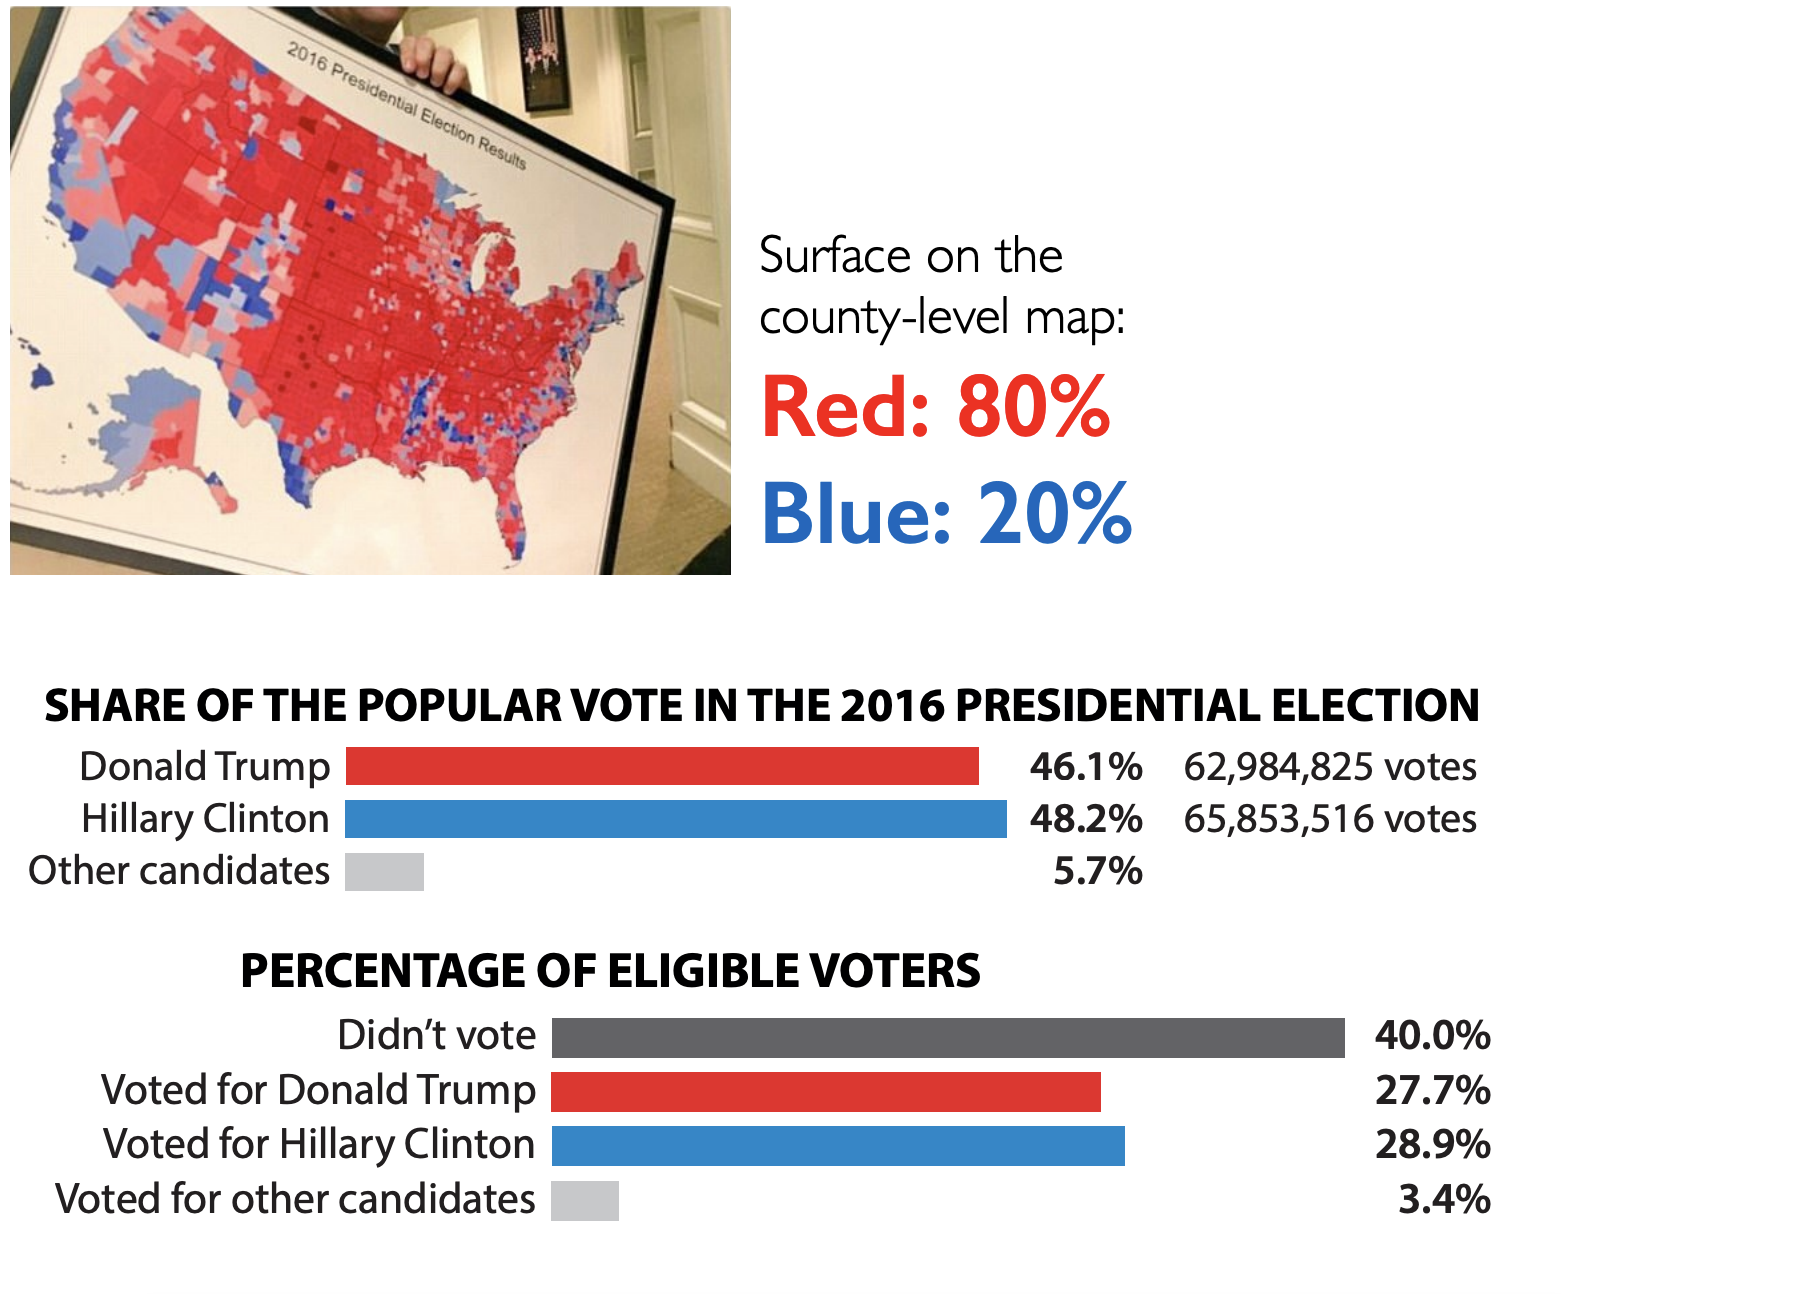 2016 Presidential Election Results
Surface on the
county-level map:
Red: 80%
Blue: 20%
SHARE OF THE POPULAR VOTE IN THE 2016 PRESIDENTIAL ELECTION
Donald Trump 46.1% 62,984,825 votes
Hillary Clinton 48.2% 65,853,516 votes
Other candidates 5.7%
PERCENTAGE OF ELIGIBLE VOTERS
Didn’t vote 40.0%
Voted for Donald Trump 27.7%
Voted for Hillary Clinton 28.9%
Voted for other candidates 3.4%